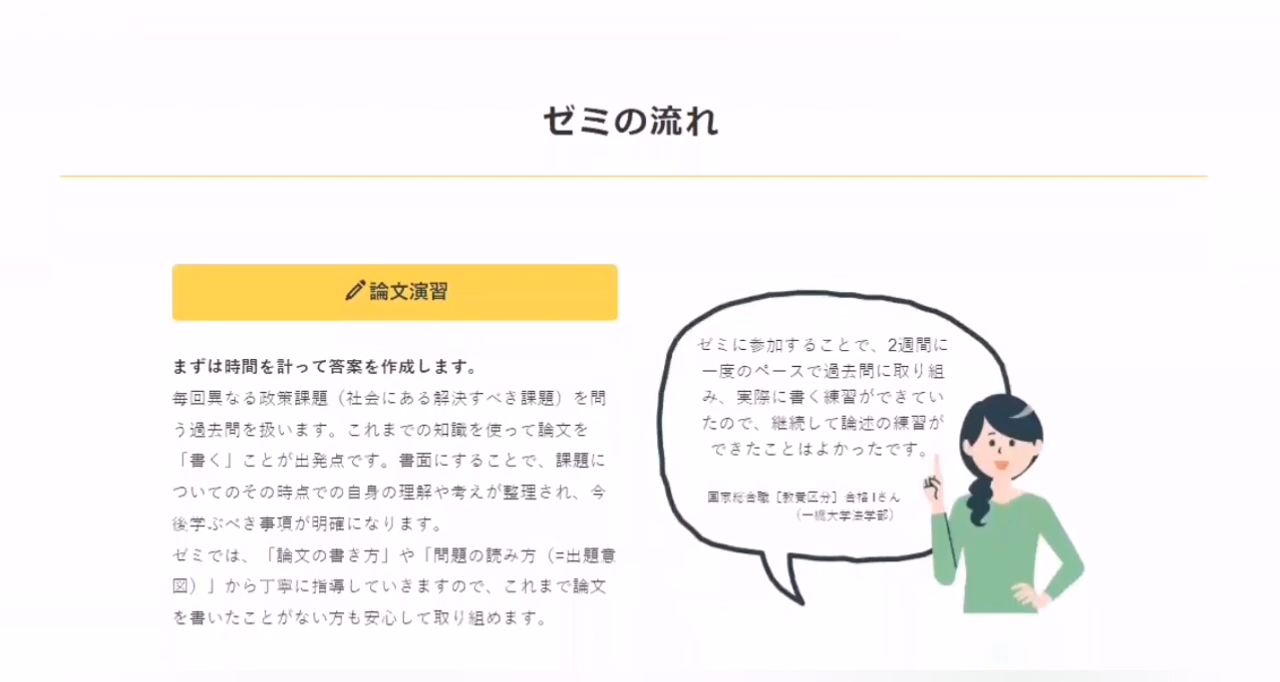 ゼミの流れ
論文演習
まずは時間を計って答案を作成します。
毎回異なる政策課題（社会にある解決すべき課題）を問
う過去問を扱います。これまでの知識を使って論文を
「書く」ことが出発点です。書面にすることで、課題に
ついてのその時点での自身の理解や考えが整理され、今
後学ぶべき事項が明確になります。
ゼミでは、「論文の書き方」や「問題の読み方（=出題意
図）」から丁寧に指導していきますので、これまで論文
を書いたことがない方も安心して取り組めます。
ゼミに参加することで、2週間に
一度のペースで過去問に取り組
み、実際に書く練習ができてい
たので、継続して論述の練習が
できたことはよかったです。
国家総合職［教養区分］合格 Iさん
（一橋大学法学部）